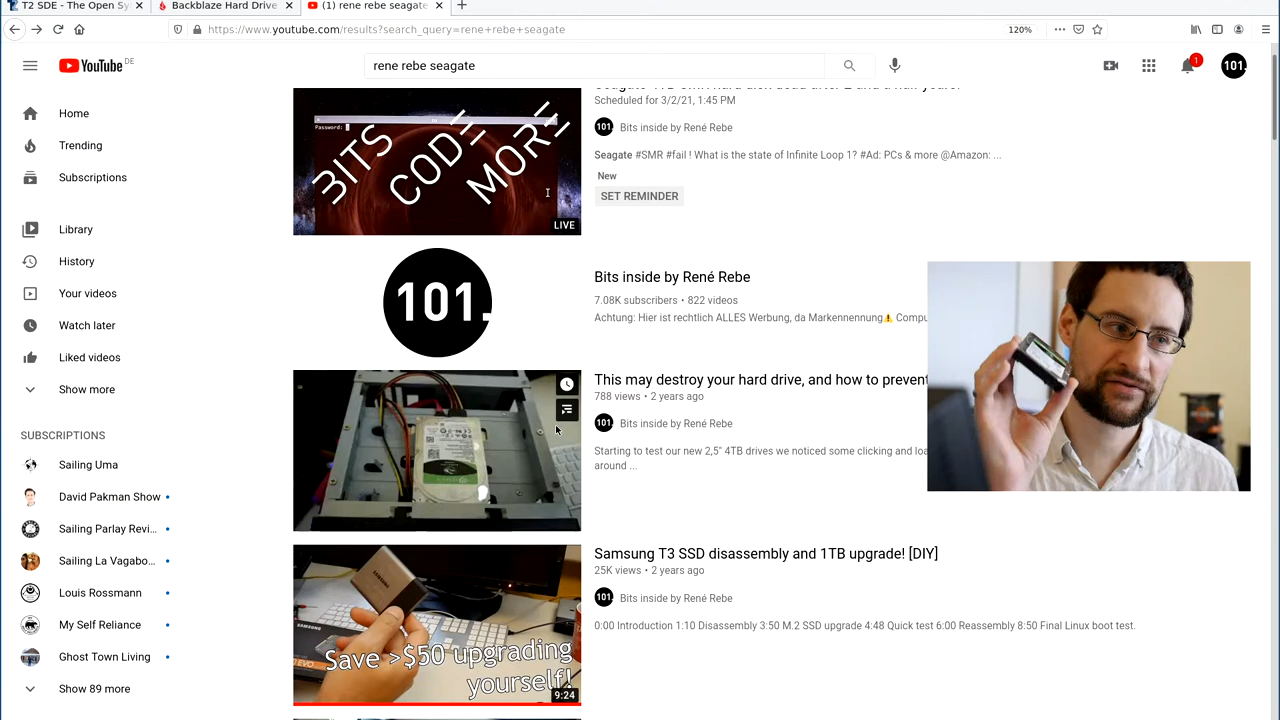 T2 SDE - The Open Sy
Backblaze Hard Drive
(1) rene rebe seagate
https://www.youtube.com/results?search_query=rene+rebe+seagate
120%
YouTube DE
rene rebe seagate
1
101.
Home
Trending
Subscriptions
Library
History
Your videos
Watch later
Liked videos
Show more
SUBSCRIPTIONS
Sailing Uma
David Pakman Show
Sailing Parlay Revi...
Sailing La Vagabo...
Louis Rossmann
My Self Reliance
Ghost Town Living
Show 89 more
Password:
BITS
CODE
MORE
LIVE
Scheduled for 3/2/21, 1:45 PM
101. Bits inside by Rene Rebe
Seagate #SMR #fail ! What is the state of Infinite Loop 1? #Ad: PCs & more @Amazon: ...
New
SET REMINDER
101.
Bits inside by René Rebe
7.08K subscribers • 822 videos
Achtung: Hier ist rechtlich ALLES Werbung, da Markennennung⚠ Compu
This may destroy your hard drive, and how to prevent
788 views • 2 years ago
101. Bits inside by René Rebe
Starting to test our new 2,5" 4TB drives we noticed some clicking and loa
around ...
SAMSUNG
Save >$50 upgrading
yourself!
9:24
Samsung T3 SSD disassembly and 1TB upgrade! [DIY]
25K views • 2 years ago
101. Bits inside by René Rebe
0:00 Introduction 1:10 Disassembly 3:50 M.2 SSD upgrade 4:48 Quick test 6:00 Reassembly 8:50 Final Linux boot test.